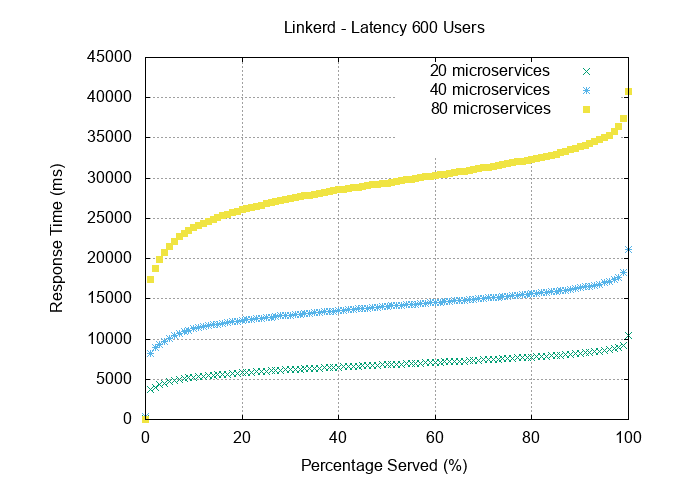 Linkerd - Latency 600 Users
45000
40000
35000
30000
25000
20000
15000
10000
5000
0
Response Time (ms)
20 microservices
40 microservices
80 microservices
0 20 40 60 80 100
Percentage Served (%)